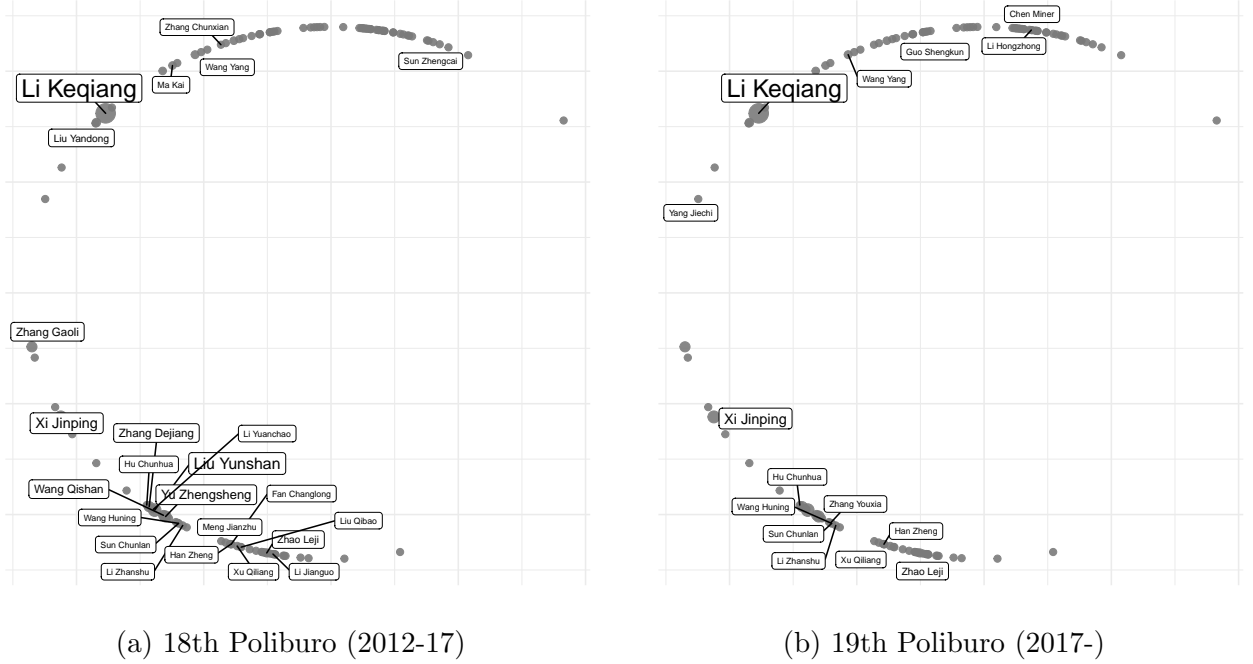 Zhang Chunxian
Wang Yang
Sun Zhengcai
Ma Kai
Li Keqiang
Liu Yandong
Zhang Gaoli
Xi Jinping
Zhang Dejiang
Li Yuanchao
Hu Chunhua
Liu Yunshan
Wang Qishan
Yu Zhengsheng
Fan Changlong
Wang Huning
Meng Jianzhu
Liu Qibao
Sun Chunlan
Han Zheng
Zhao Leji
Li Zhanshu
Xu Qiliang
Li Jianguo
(a) 18th Poliburo (2012-17)
Chen Miner
Guo Shengkun
Li Hongzhong
Wang Yang
Li Keqiang
Yang Jiechi
Xi Jinping
Hu Chunhua
Wang Huning
Zhang Youxia
Sun Chunlan
Han Zheng
Li Zhanshu
Xu Qiliang
Zhao Leji
(b) 19th Poliburo (2017-)